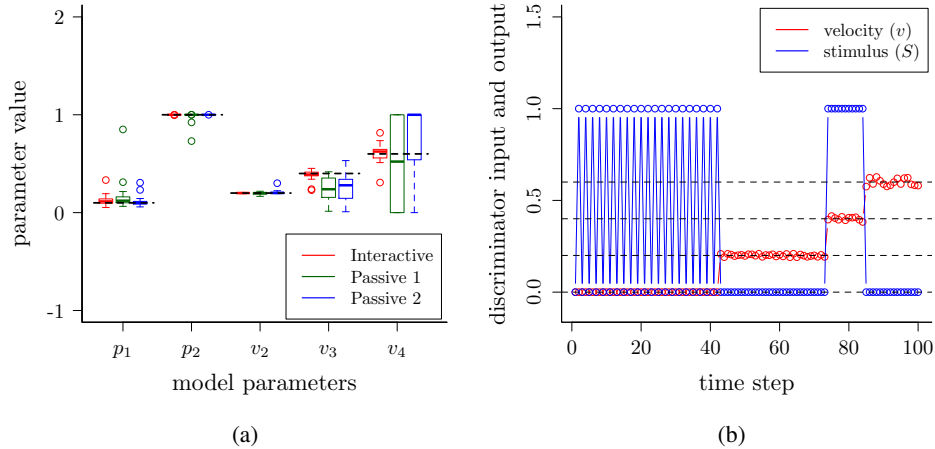 2
1
0
-1
parameter value
p1 p2 v2 v3 v4
model parameters
Interactive
Passive 1
Passive 2
(a)
1.5
1.0
0.5
0.0
discriminator input and output
0 20 40 60 80 100
time step
velocity (v)
stimulus (S)
(b)